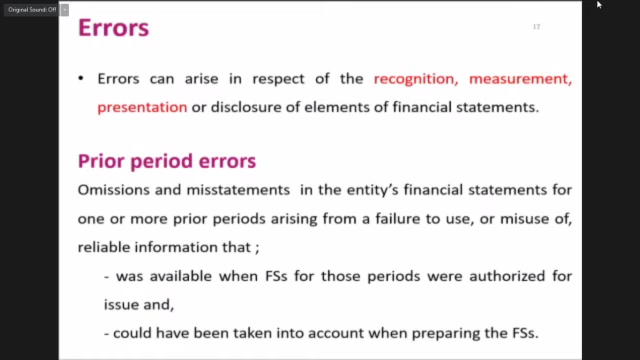 Original Sound: Off
Errors
17
• Errors can arise in respect of the recognition, measurement,
presentation or disclosure of elements of financial statements.
Prior period errors
Omissions and misstatements in the entity's financial statements for
one or more prior periods arising from a failure to use, or misuse of,
reliable information that ;
- was available when FSs for those periods were authorized for
issue and,
- could have been taken into account when preparing the FSs.